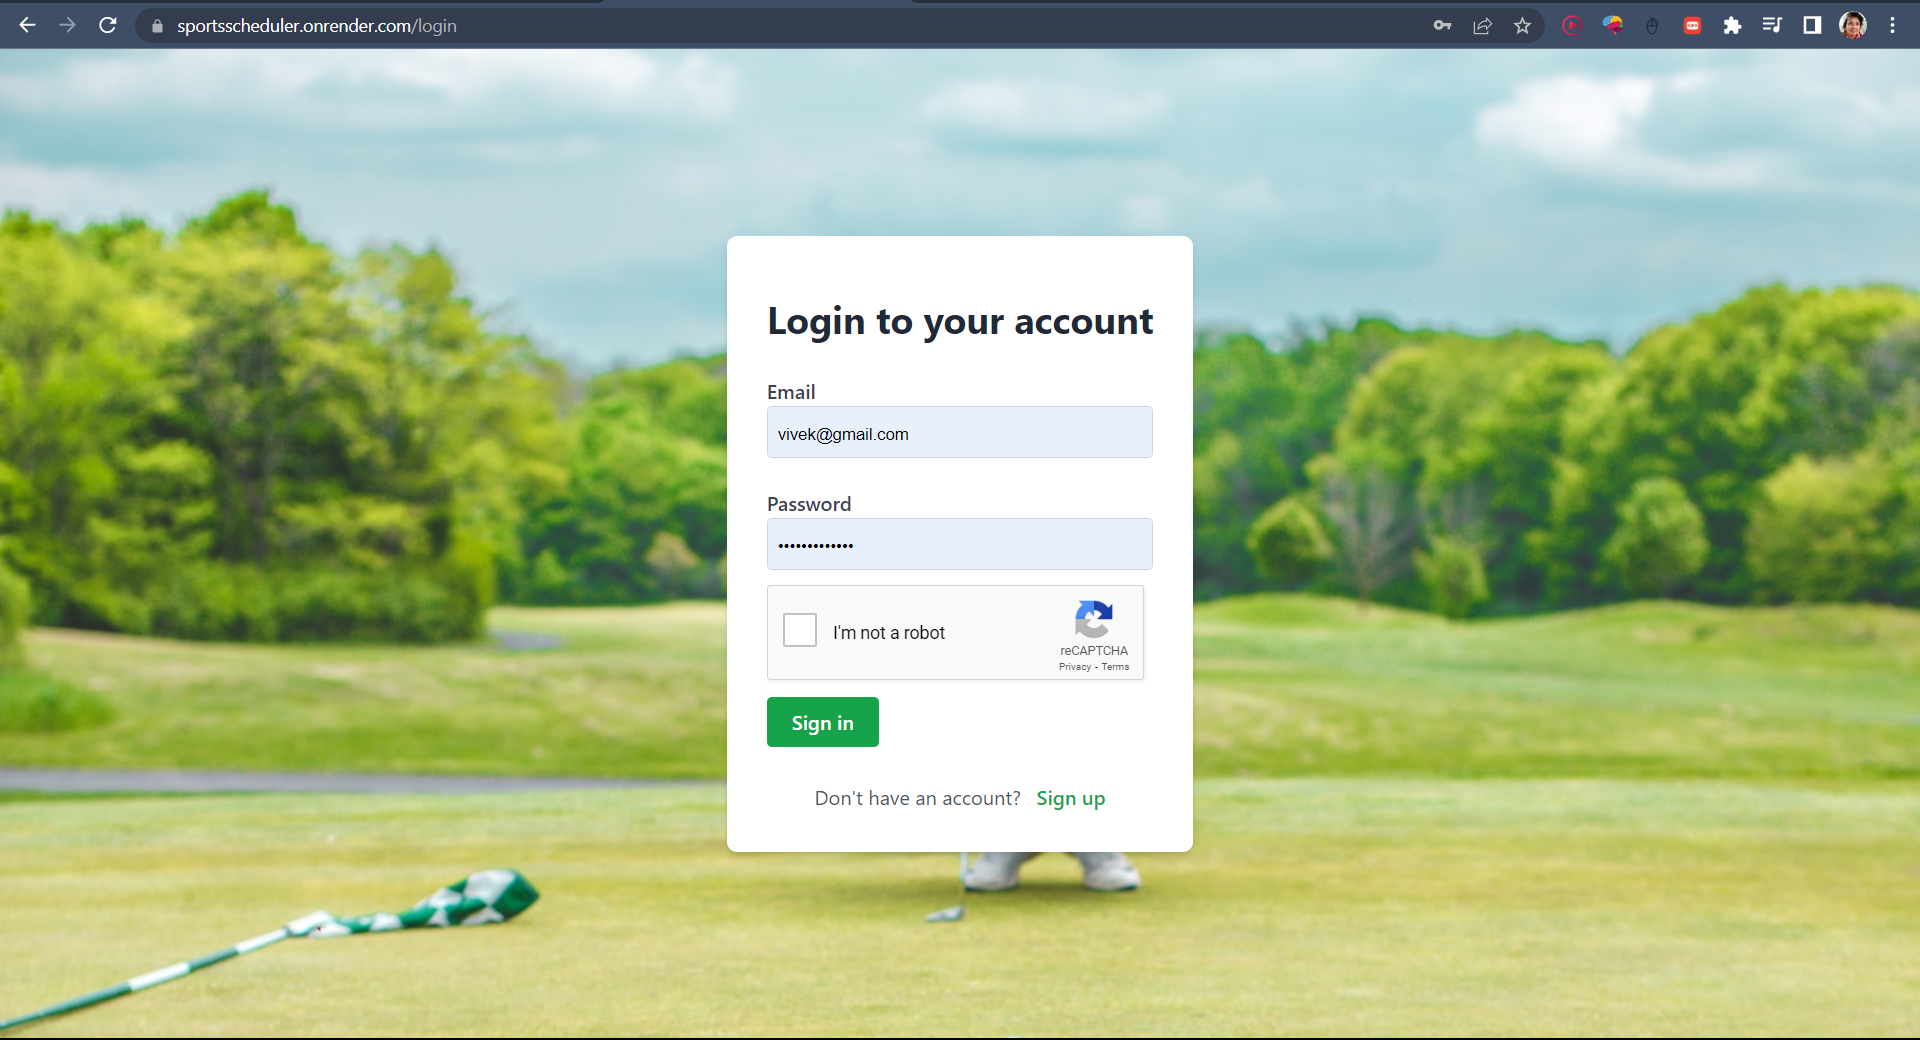 sportsscheduler.onrender.com/login
Login to your account
Email
vivek@gmail.com
Password
•••••••••••••
I'm not a robot
reCAPTCHA
Privacy - Terms
Sign in
Don't have an account? Sign up